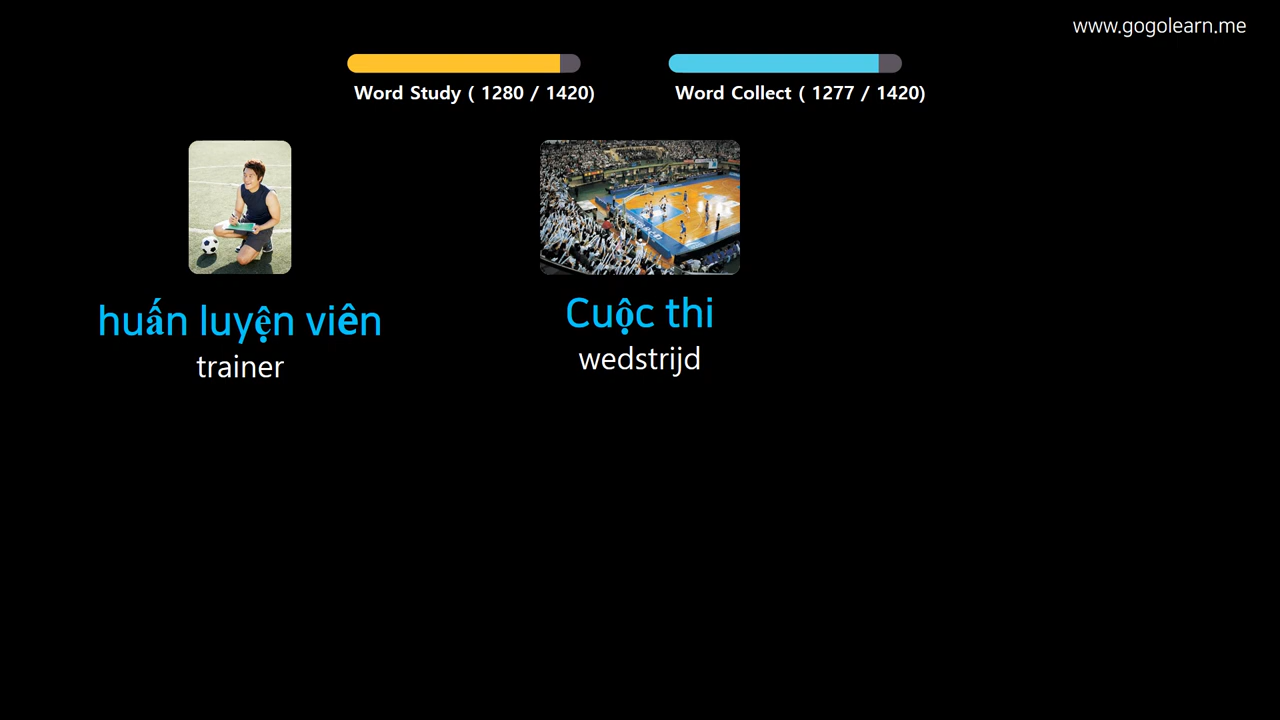 www.gogolearn.me
Word Study ( 1280 / 1420)
Word Collect ( 1277 / 1420)
huấn luyện viên
trainer
Cuộc thi
wedstrijd